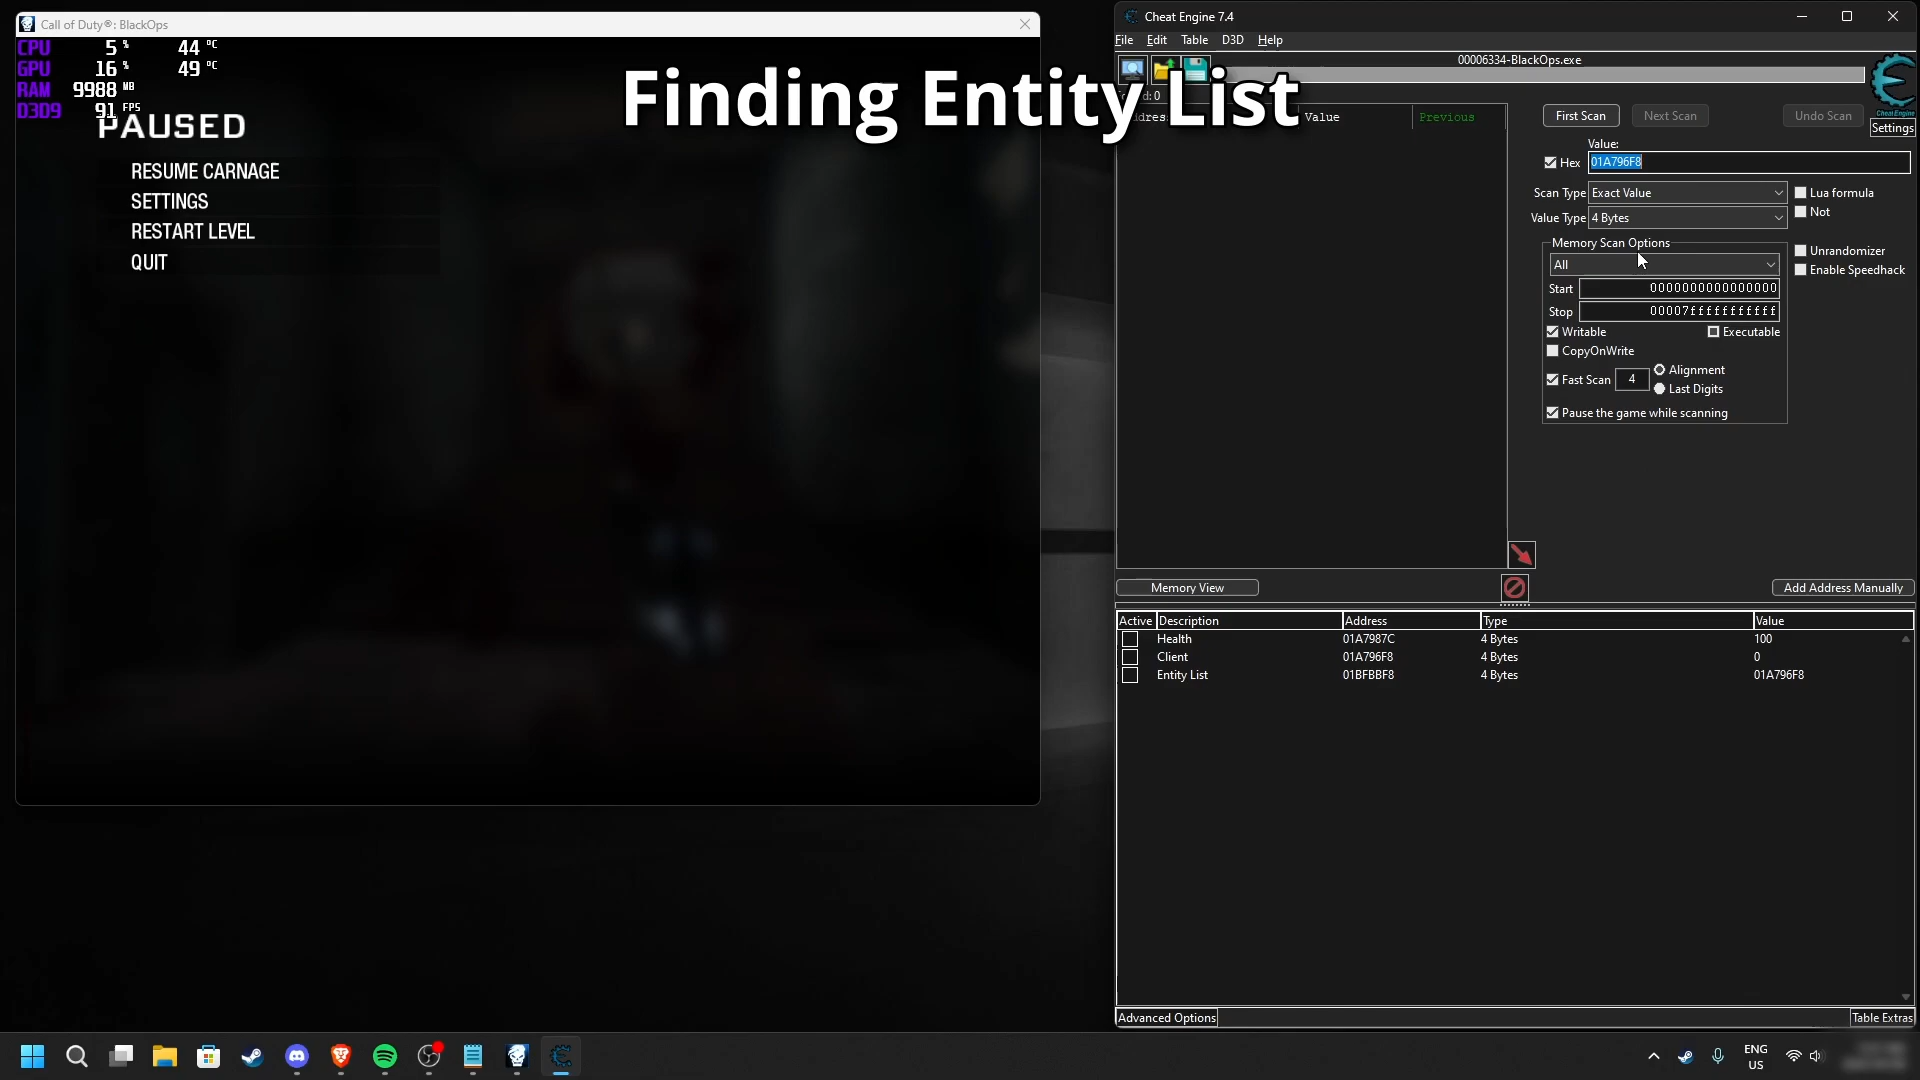 Call of Duty®: BlackOps
CPU 5 % 44 °C
GPU 16 % 49 °C
RAM 9988 MB
D3D9 91 FPS
PAUSED
RESUME CARNAGE
SETTINGS
RESTART LEVEL
QUIT
Finding Entity List
Cheat Engine 7.4
File Edit Table D3D Help
00006334-BlackOps.exe
Value Previous
First Scan Next Scan Undo Scan
Cheat Engine
Settings
Value:
Hex 01A796F8
Scan Type Exact Value Lua formula
Not
Value Type 4 Bytes
Memory Scan Options
All
Unrandomizer
Enable Speedhack
Start 0000000000000000
Stop 00007fffffffffff
Writable Executable
CopyOnWrite
Fast Scan 4 Alignment
Last Digits
Pause the game while scanning
Memory View Add Address Manually
Active Description Address Type Value
Health 01A7987C 4 Bytes 100
Client 01A796F8 4 Bytes 0
Entity List 01BFBBF8 4 Bytes 01A796F8
Advanced Options Table Extras
ENG
US